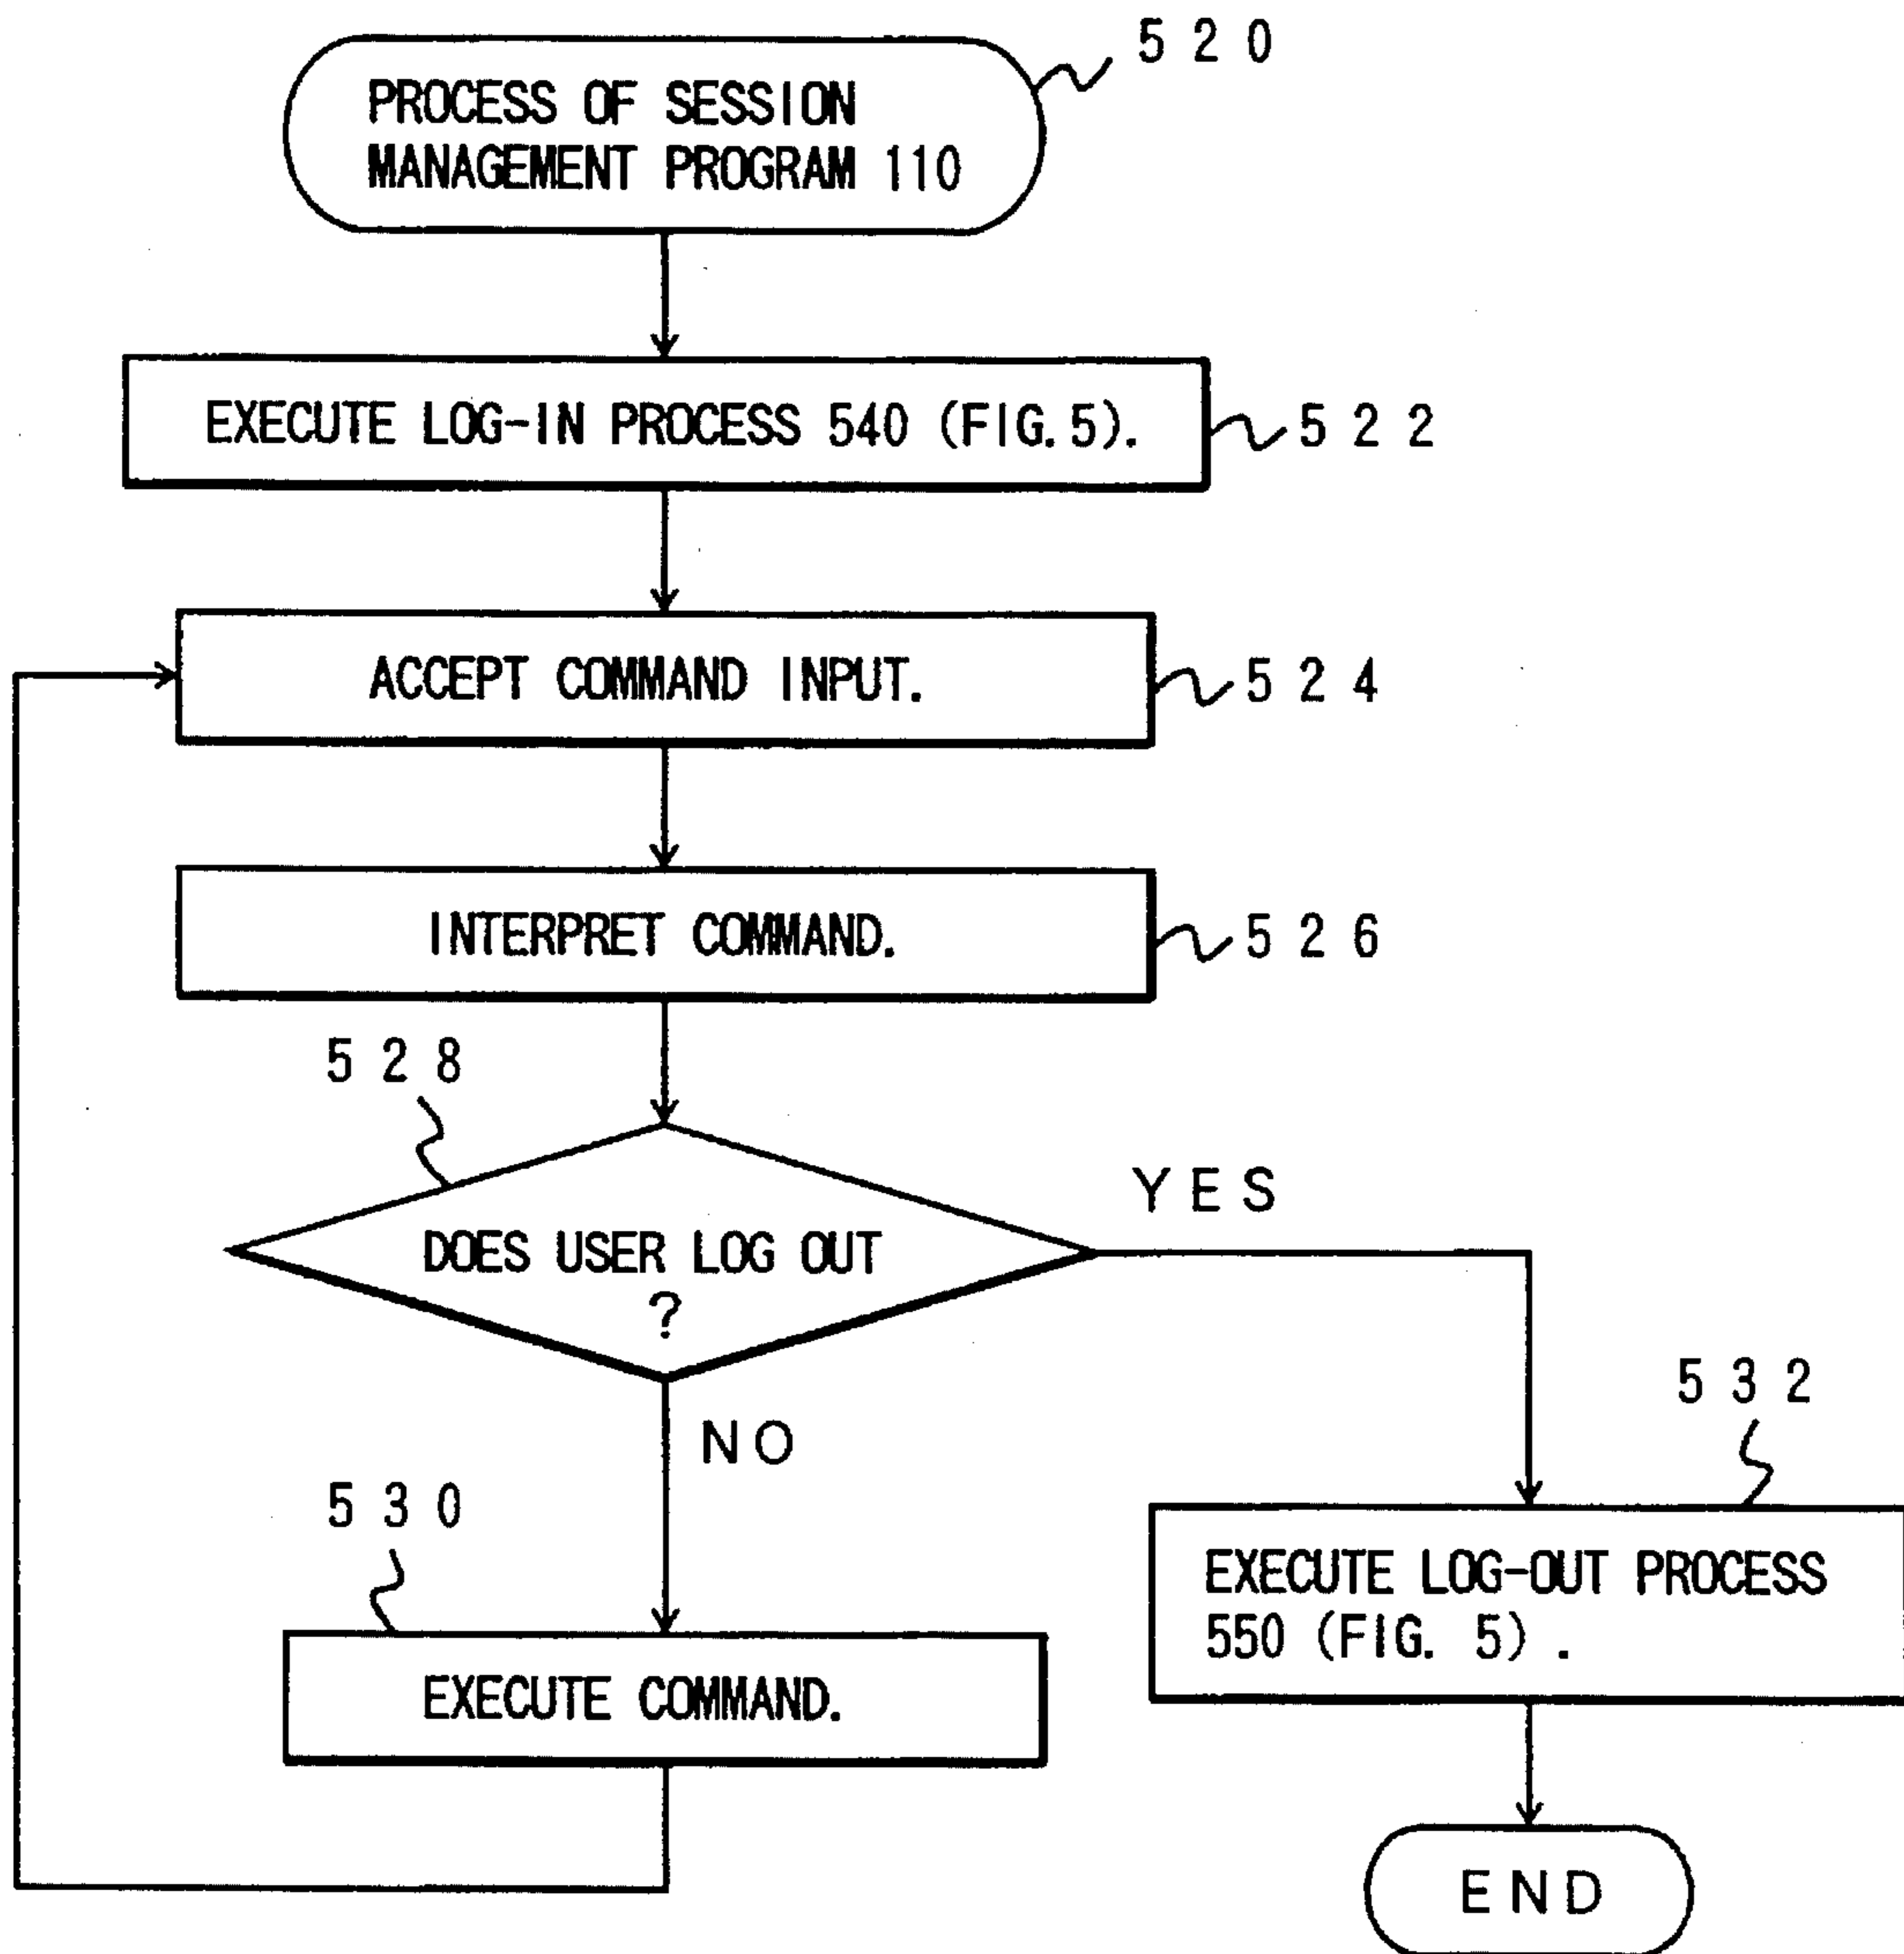 520
PROCESS OF SESSION
MANAGEMENT PROGRAM 110
EXECUTE LOG-IN PROCESS 540 (FIG. 5).
522
ACCEPT COMMAND INPUT.
524
INTERPRET COMMAND.
526
528
DOES USER LOG OUT
?
YES
NO
530
EXECUTE COMMAND.
532
EXECUTE LOG-OUT PROCESS
550 (FIG. 5) .
END